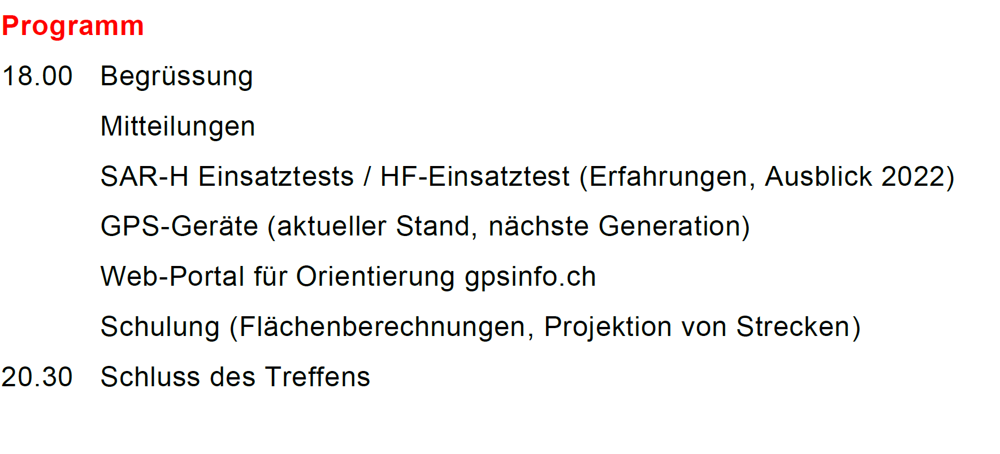 Programm
18.00 Begrüssung
Mitteilungen
SAR-H Einsatztests / HF-Einsatztest (Erfahrungen, Ausblick 2022)
GPS-Geräte (aktueller Stand, nächste Generation)
Web-Portal für Orientierung gpsinfo.ch
Schulung (Flächenberechnungen, Projektion von Strecken)
20.30 Schluss des Treffens